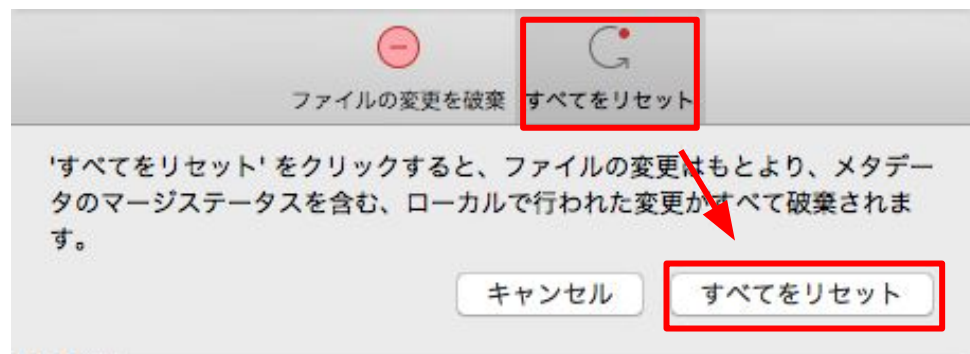 ファイルの変更を破棄 すべてをリセット
'すべてをリセット' をクリックすると、ファイルの変更はもとより、メタデー
タのマージステータスを含む、ローカルで行われた変更がすべて破棄されま
す。
キャンセル すべてをリセット